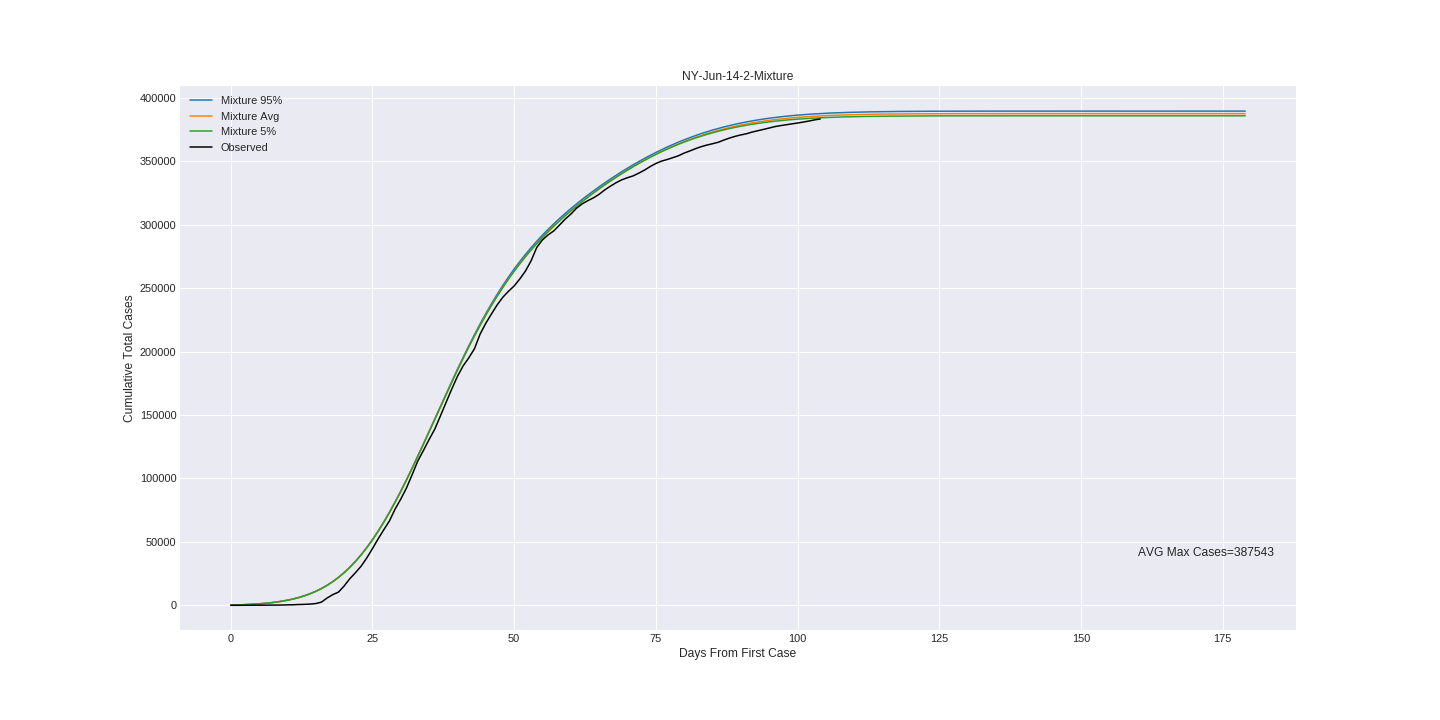 NY-Jun-14-2-Mixture
Mixture 95%
Mixture Avg
Mixture 5%
Observed
400000
350000
300000
250000
200000
150000
100000
50000
0
Cumulative Total Cases
AVG Max Cases=387543
0 25 50 75 100 125 150 175
Days From First Case